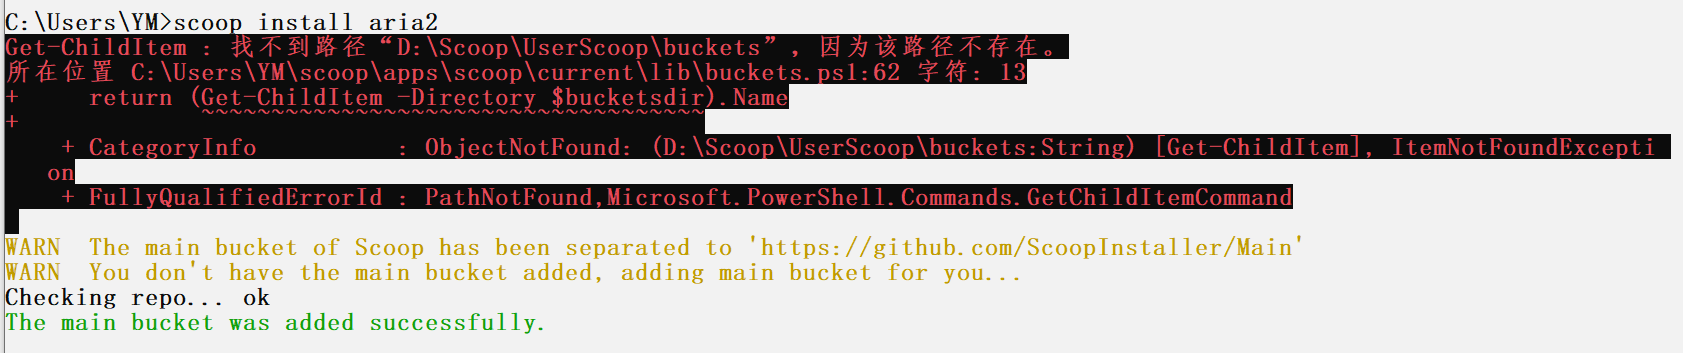 C:\Users\YM>scoop install aria2
Get-ChildItem : 找不到路径“D:\Scoop\UserScoop\buckets”，因为该路径不存在。
所在位置 C:\Users\YM\scoop\apps\scoop\current\lib\buckets.ps1:62 字符: 13
+     return (Get-ChildItem -Directory $bucketsdir).Name
+             ~~~~~~~~~~~~~~~~~~~~~~~~~~~~~~~~~~~~
    + CategoryInfo          : ObjectNotFound: (D:\Scoop\UserScoop\buckets:String) [Get-ChildItem], ItemNotFoundExcepti
   on
    + FullyQualifiedErrorId : PathNotFound,Microsoft.PowerShell.Commands.GetChildItemCommand
WARN  The main bucket of Scoop has been separated to 'https://github.com/ScoopInstaller/Main'
WARN  You don't have the main bucket added, adding main bucket for you...
Checking repo... ok
The main bucket was added successfully.